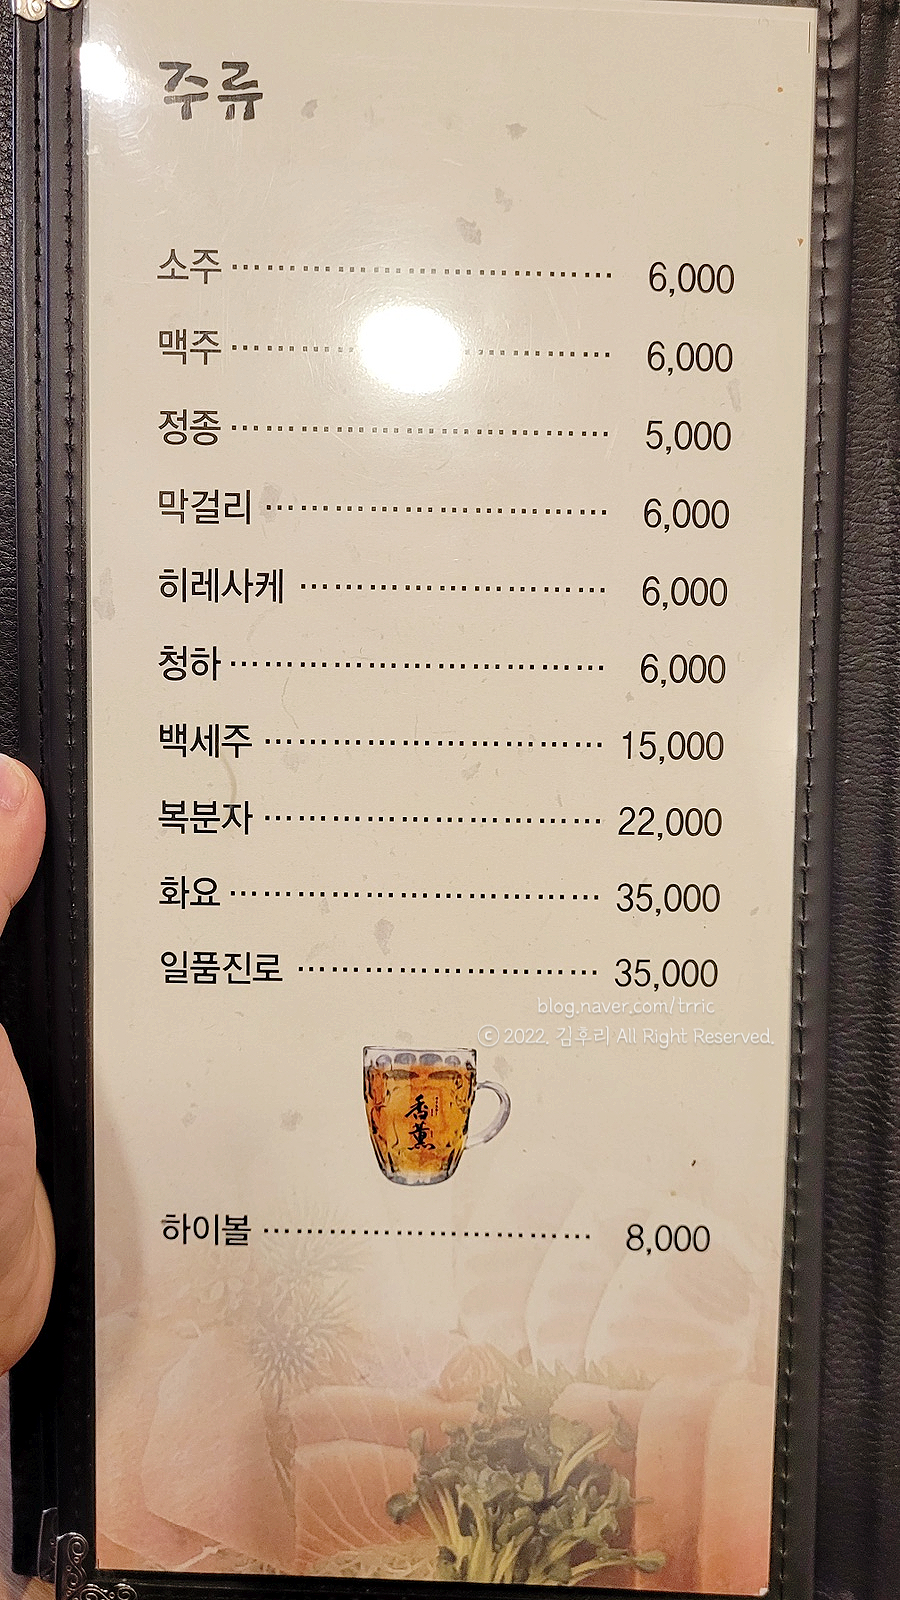 주류
소주 ························ 6,000
맥주 ························ 6,000
정종 ························ 5,000
막걸리 ······················ 6,000
히레사케 ···················· 6,000
청하 ························ 6,000
백세주 ······················ 15,000
복분자 ······················ 22,000
화요 ························ 35,000
일품진로 ···················· 35,000
blog.naver.com/trric
ⓒ 2022. 김후리 All Right Reserved.
香
薫
하이볼 ······················ 8,000